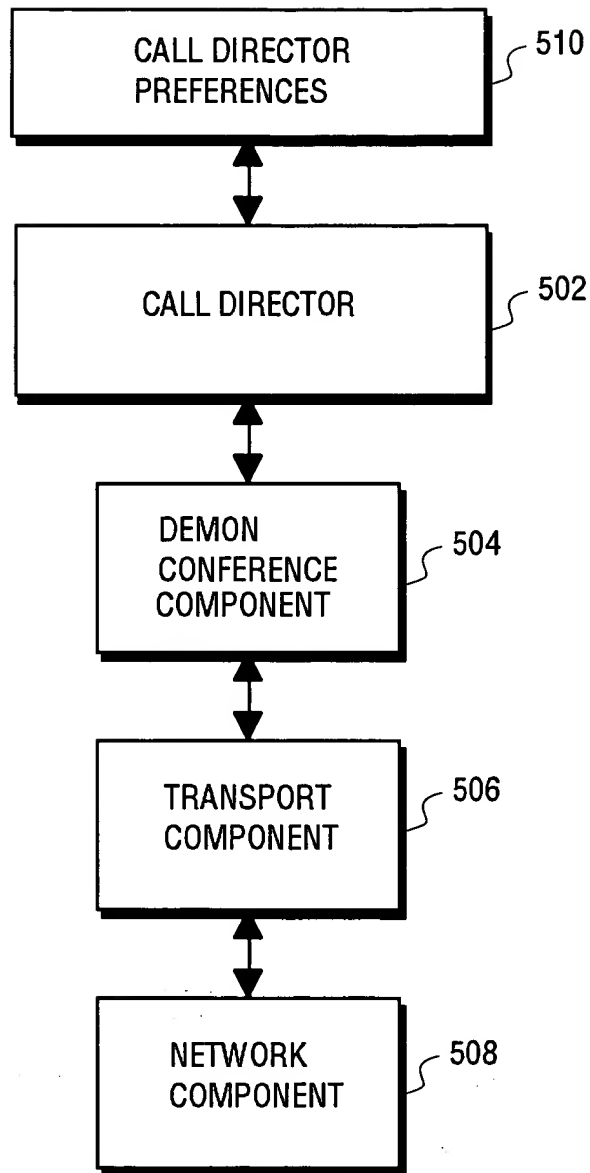 CALL DIRECTOR
PREFERENCES
510
CALL DIRECTOR
502
DEMON
CONFERENCE
COMPONENT
504
TRANSPORT
COMPONENT
506
NETWORK
COMPONENT
508